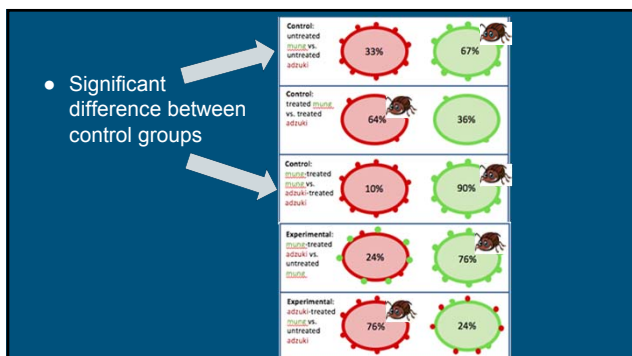 ● Significant
difference between
control groups
Control:
untreated
mung vs.
untreated
adzuki
33%
67%
Control:
treated mung
vs. treated
adzuki
64%
36%
Control:
mung-treated
mung vs.
adzuki-treated
adzuki
10%
90%
Experimental:
mung-treated
adzuki vs.
untreated
mung
24%
76%
Experimental:
adzuki-treated
mung vs.
untreated
adzuki
76%
24%